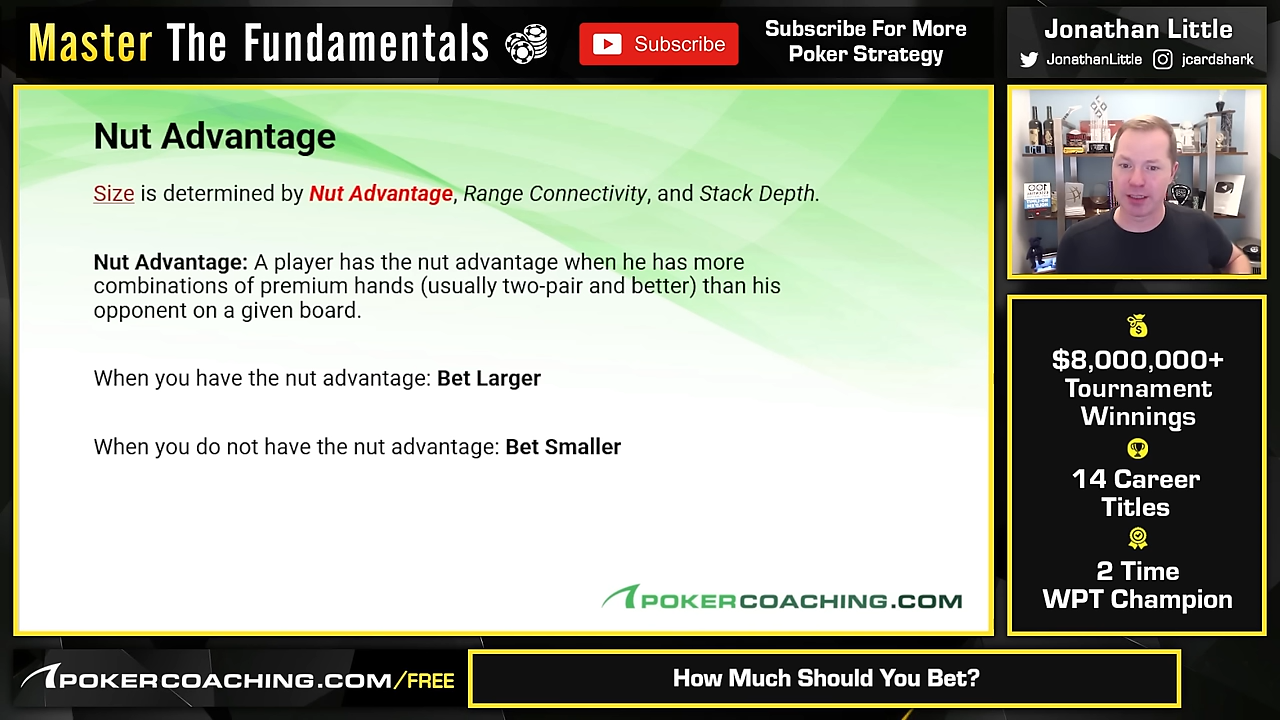 Master The Fundamentals
Subscribe
Subscribe For More
Poker Strategy
Jonathan Little
JonathanLittle jcardshark
Nut Advantage
Size is determined by Nut Advantage, Range Connectivity, and Stack Depth.
Nut Advantage: A player has the nut advantage when he has more
combinations of premium hands (usually two-pair and better) than his
opponent on a given board.
When you have the nut advantage: Bet Larger
When you do not have the nut advantage: Bet Smaller
POKERCOACHING.COM
$8,000,000+
Tournament
Winnings
14 Career
Titles
2 Time
WPT Champion
POKERCOACHING.COM/FREE
How Much Should You Bet?